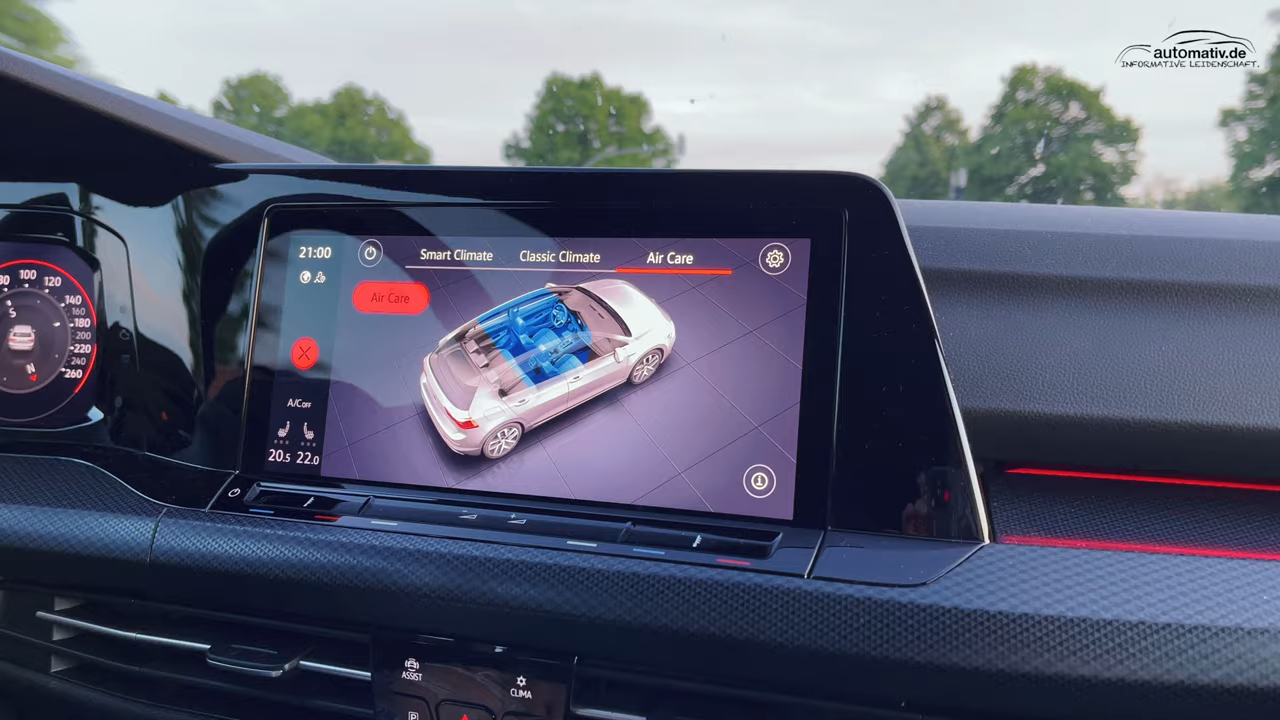 automativ.de
INFORMATIVE LEIDENSCHAFT.
21:00
Smart Climate
Classic Climate
Air Care
Air Care
A/C OFF
20.5 22.0
80
100
120
140
160
180
200
220
240
260
S
N
ASSIST
CLIMA
P